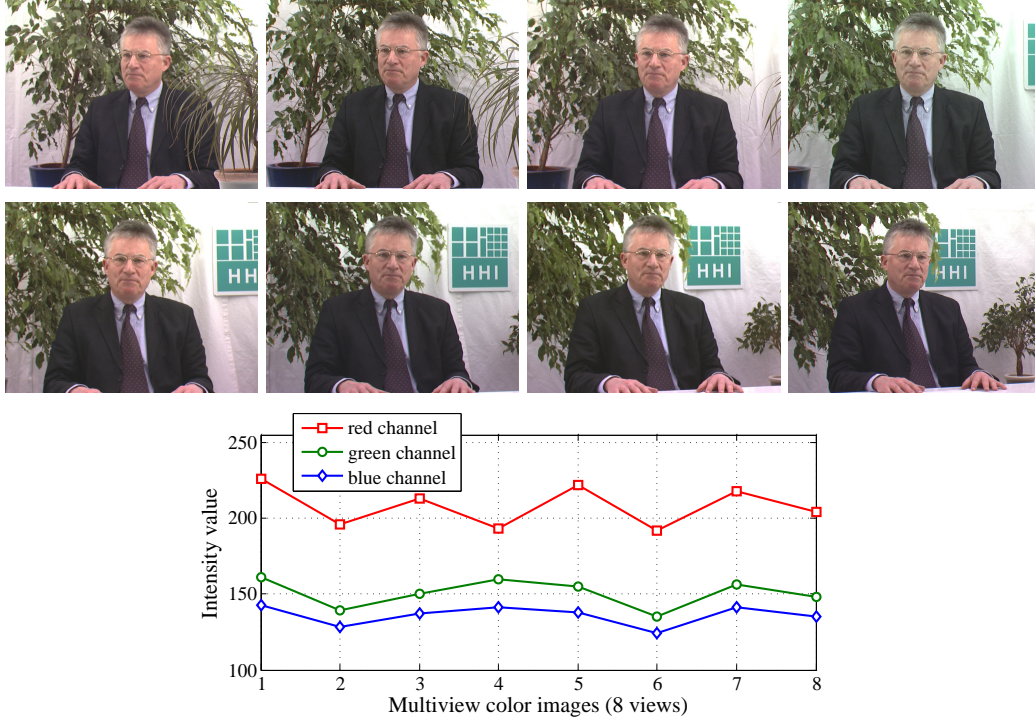 HHI
HHI
HHI
HHI
red channel
green channel
blue channel
250
200
150
100
Intensity value
1 2 3 4 5 6 7 8
Multiview color images (8 views)